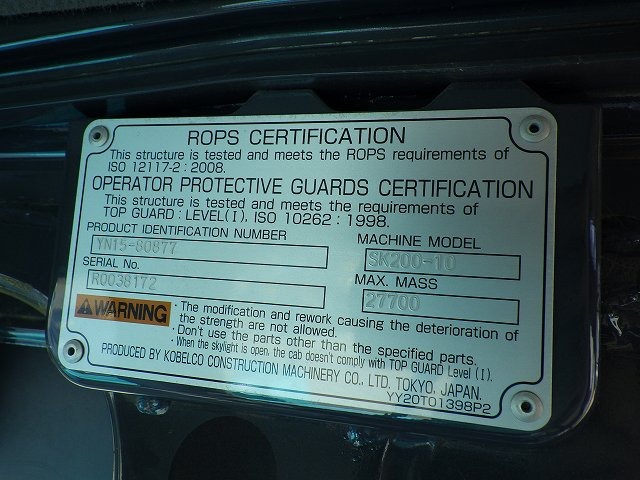 ROPS CERTIFICATION
This structure is tested and meets the ROPS requirements of
ISO 12117-2 : 2008.
OPERATOR PROTECTIVE GUARDS CERTIFICATION
This structure is tested and meets the requirements of
TOP GUARD : LEVEL(I). ISO 10262 : 1998.
PRODUCT IDENTIFICATION NUMBER
YN15-80877
MACHINE MODEL
SK200-10
SERIAL No.
R0038172
MAX. MASS
27700
WARNING
· The modification and rework causing the deterioration of
the strength are not allowed.
· Don't use the parts other than the specified parts.
· When the skylight is open, the cab doesn't comply with TOP GUARD Level (I).
PRODUCED BY KOBELCO CONSTRUCTION MACHINERY CO., LTD. TOKYO, JAPAN.
YY20T01398P2